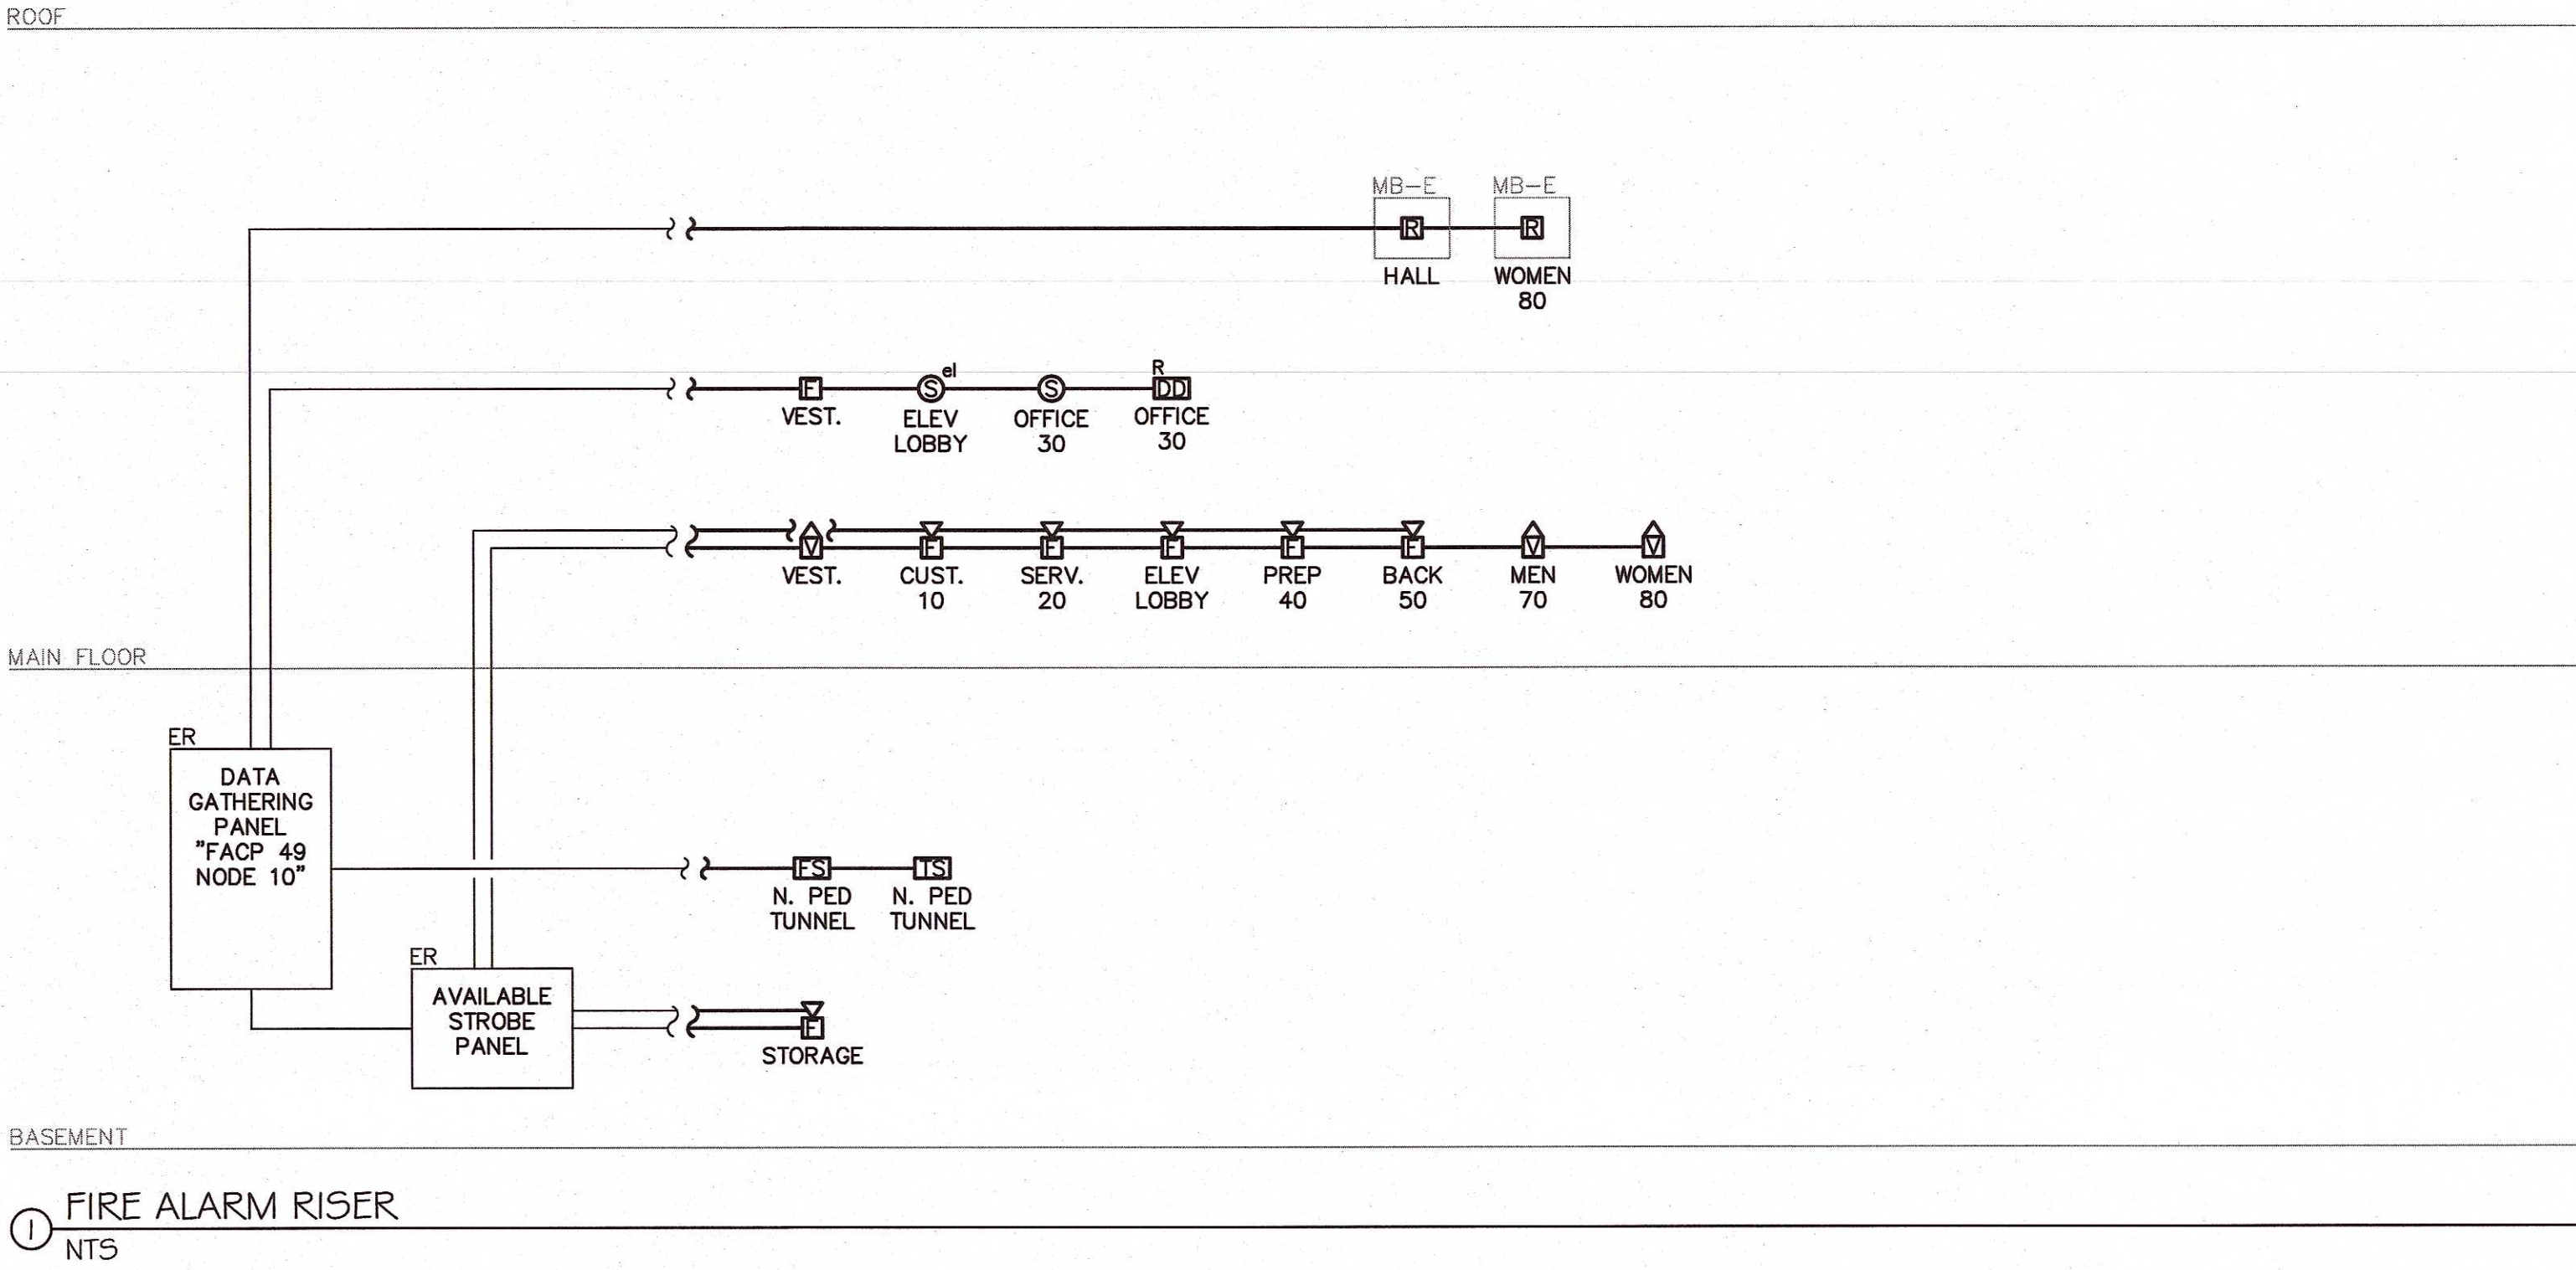 ROOF
MB-E MB-E
R R
HALL WOMEN
80
el R
F S S DD
VEST. ELEV OFFICE OFFICE
LOBBY 30 30
V F F F F F V V
VEST. CUST. SERV. ELEV PREP BACK MEN WOMEN
10 20 LOBBY 40 50 70 80
MAIN FLOOR
ER
DATA
GATHERING
PANEL
"FACP 49
NODE 10"
FS TS
N. PED N. PED
TUNNEL TUNNEL
ER
AVAILABLE
STROBE
PANEL
F
STORAGE
BASEMENT
1 FIRE ALARM RISER
NTS